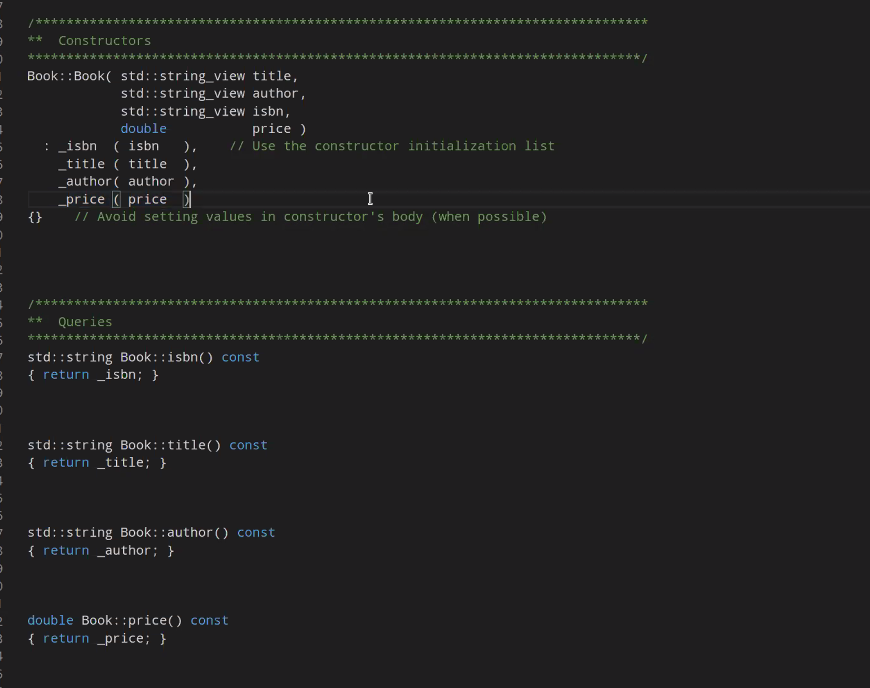 /*******************************************************************************
**  Constructors
*******************************************************************************/
Book::Book( std::string_view title,
            std::string_view author,
            std::string_view isbn,
            double           price )
  : _isbn  ( isbn   ),    // Use the constructor initialization list
    _title ( title  ),
    _author( author ),
    _price ( price  )
{}    // Avoid setting values in constructor's body (when possible)
/*******************************************************************************
**  Queries
*******************************************************************************/
std::string Book::isbn() const
{ return _isbn; }
std::string Book::title() const
{ return _title; }
std::string Book::author() const
{ return _author; }
double Book::price() const
{ return _price; }